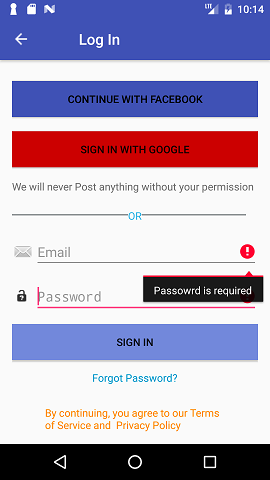 10:14
Log In
CONTINUE WITH FACEBOOK
SIGN IN WITH GOOGLE
We will never Post anything without your permission
OR
Email
Passowrd is required
Password
SIGN IN
Forgot Password?
By continuing, you agree to our Terms
of Service and Privacy Policy